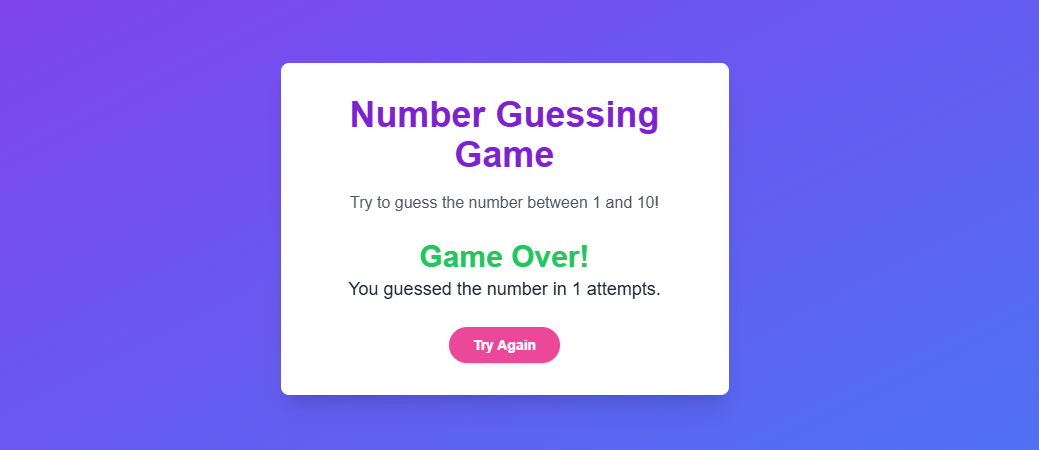 Number Guessing
Game
Try to guess the number between 1 and 10!
Game Over!
You guessed the number in 1 attempts.
Try Again